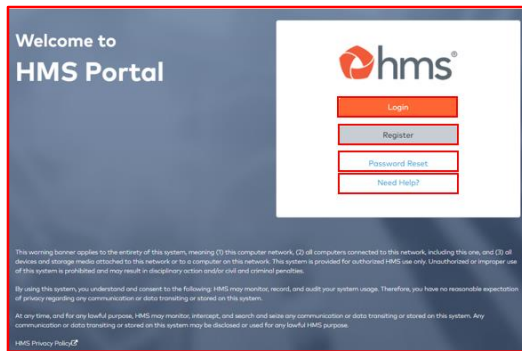 Welcome to
HMS Portal
hms®
Login
Register
Password Reset
Need Help?
This warning banner applies to the entirety of this system, meaning (1) this computer network, (2) all computers connected to this network, including this one, and (3) all
devices and storage media attached to this network or to a computer on this network. This system is provided for authorized HMS use only. Unauthorized or improper use
of this system is prohibited and may result in disciplinary action and/or civil and criminal penalties.
By using this system, you understand and consent to the following: HMS may monitor, record, and audit your system usage. Therefore, you have no reasonable expectation
of privacy regarding any communication or data transiting or stored on this system.
At any time, and for any lawful purpose, HMS may monitor, intercept, and search and seize any communication or data transiting or stored on this system. Any
communication or data transiting or stored on this system may be disclosed or used for any lawful HMS purpose.
HMS Privacy Policy